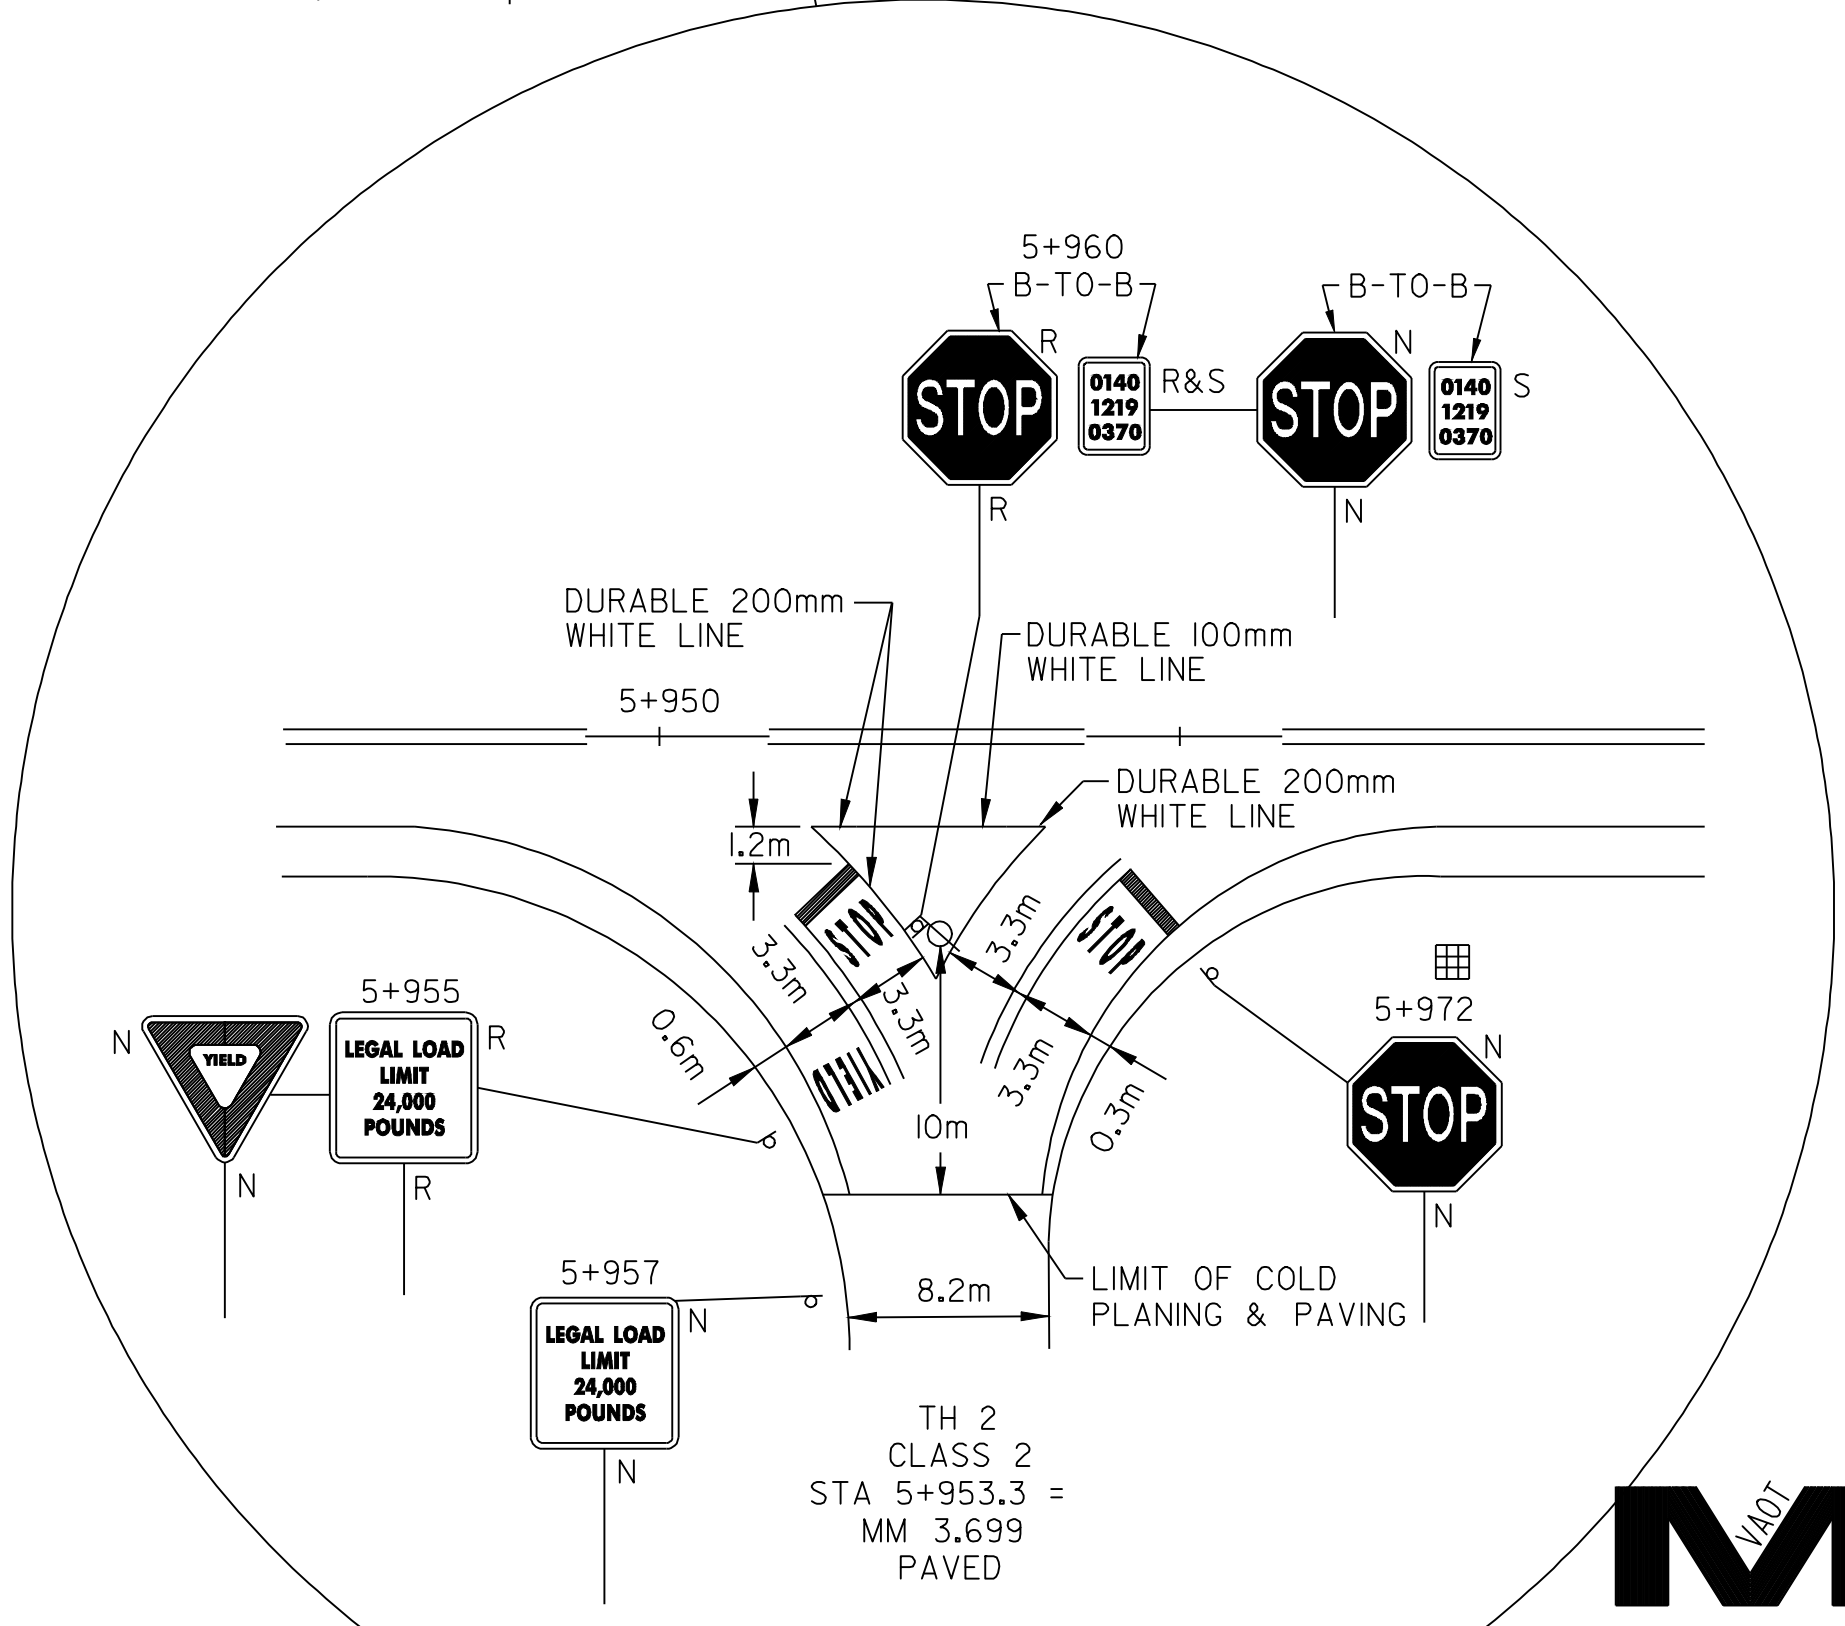 5+960
B-TO-B
B-TO-B
STOP
R
0140
1219
0370
R&S
STOP
N
0140
1219
0370
S
R
N
DURABLE 200mm
WHITE LINE
DURABLE 100mm
WHITE LINE
5+950
DURABLE 200mm
WHITE LINE
1.2m
STOP
STOP
3.3m
3.3m
3.3m
3.3m
0.6m
0.3m
YIELD
10m
5+955
N
YIELD
LEGAL LOAD
LIMIT
24,000
POUNDS
R
N
R
5+972
N
STOP
N
5+957
LEGAL LOAD
LIMIT
24,000
POUNDS
N
N
8.2m
LIMIT OF COLD
PLANING & PAVING
TH 2
CLASS 2
STA 5+953.3 =
MM 3.699
PAVED
VAOT
M